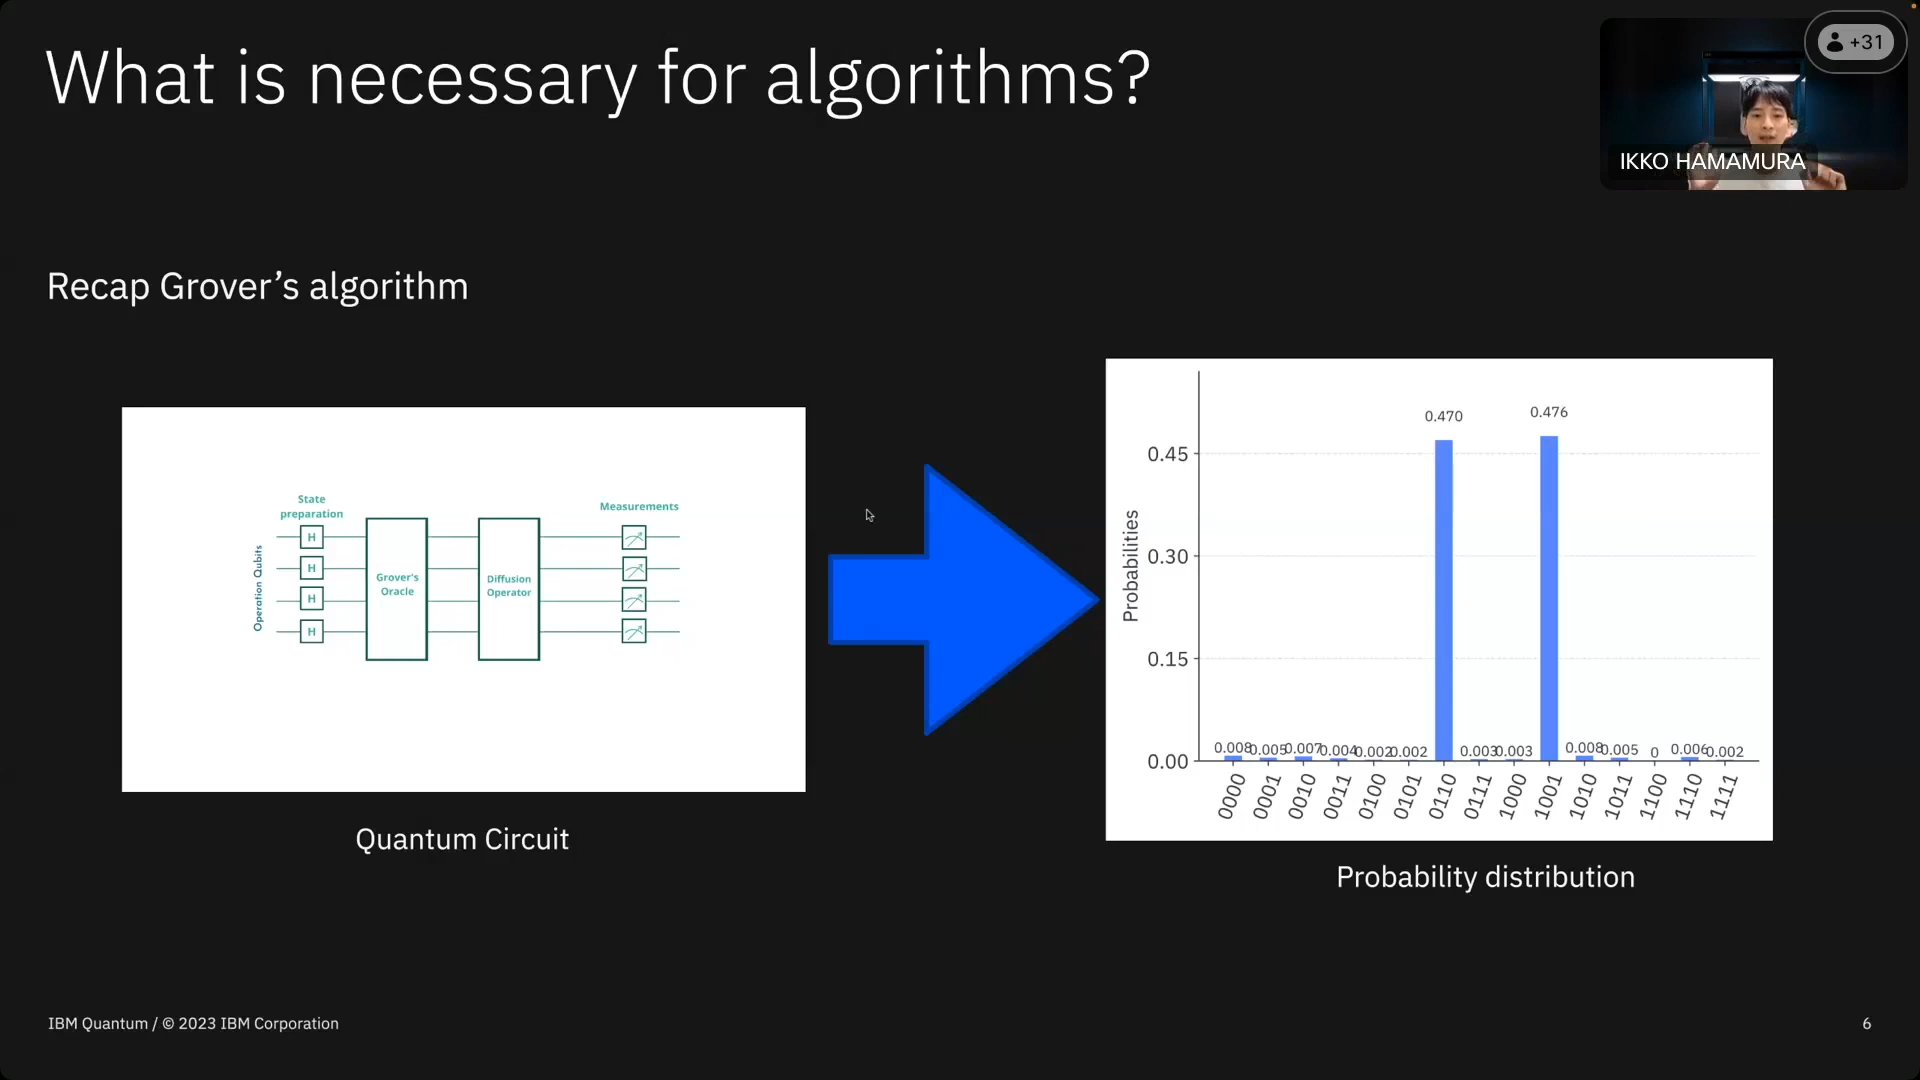 What is necessary for algorithms?
+31
IKKO HAMAMURA
Recap Grover’s algorithm
State
preparation
Measurements
Operation Qubits
H
H
H
H
Grover's
Oracle
Diffusion
Operator
Quantum Circuit
Probabilities
0.45
0.30
0.15
0.00
0.008
0.005
0.007
0.004
0.002
0.002
0.470
0.003
0.003
0.476
0.008
0.005
0
0.006
0.002
0000
0001
0010
0011
0100
0101
0110
0111
1000
1001
1010
1011
1100
1110
1111
Probability distribution
IBM Quantum / © 2023 IBM Corporation
6